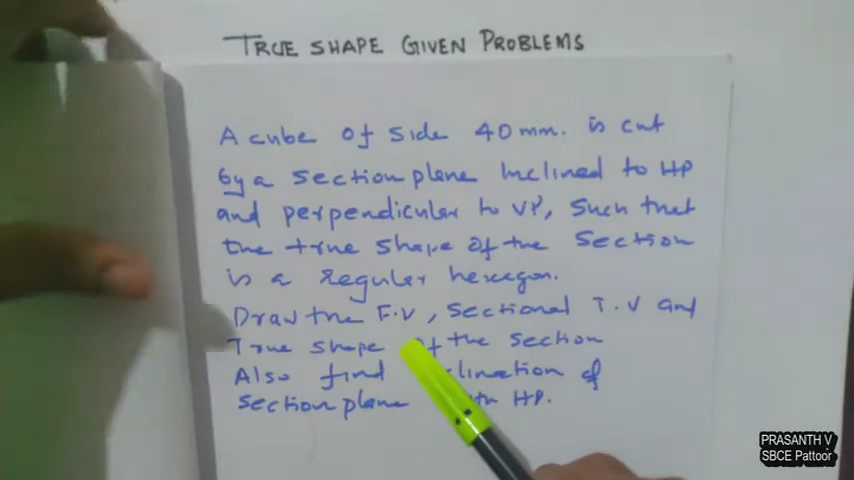 TRUE SHAPE GIVEN PROBLEMS
A cube of side 40mm. is cut
by a section plane Inclined to HP
and perpendicular to VP, such that
the true shape of the section
is a regular hexagon.
Draw the F.V, sectional T.V and
True shape of the section
Also find of
section plane HP.
PRASANTH V
SBCE Pattoor